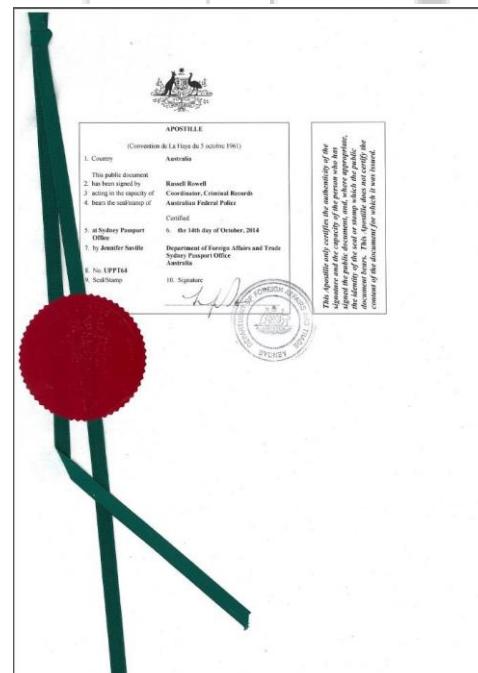 APOSTILLE
(Convention de La Haye du 5 octobre 1961)
1. Country Australia
This public document
2. has been signed by Russell Rowell
3 acting in the capacity of Coordinator, Criminal Records
4. bears the seal/stamp of Australian Federal Police
Certified
5. at Sydney Passport Office 6. the 14th day of October, 2014
7. by Jennifer Saville Department of Foreign Affairs and Trade
Sydney Passport Office
Australia
8. No. UPPT64
9. Seal/Stamp 10. Signature
DEPARTMENT OF FOREIGN AFFAIRS AND TRADE
This Apostille only certifies the authenticity of the
signature and the capacity of the person who has
signed the public document, and, where appropriate,
the identity of the seal or stamp which the public
document bears. This Apostille does not certify the
content of the document for which it was issued.